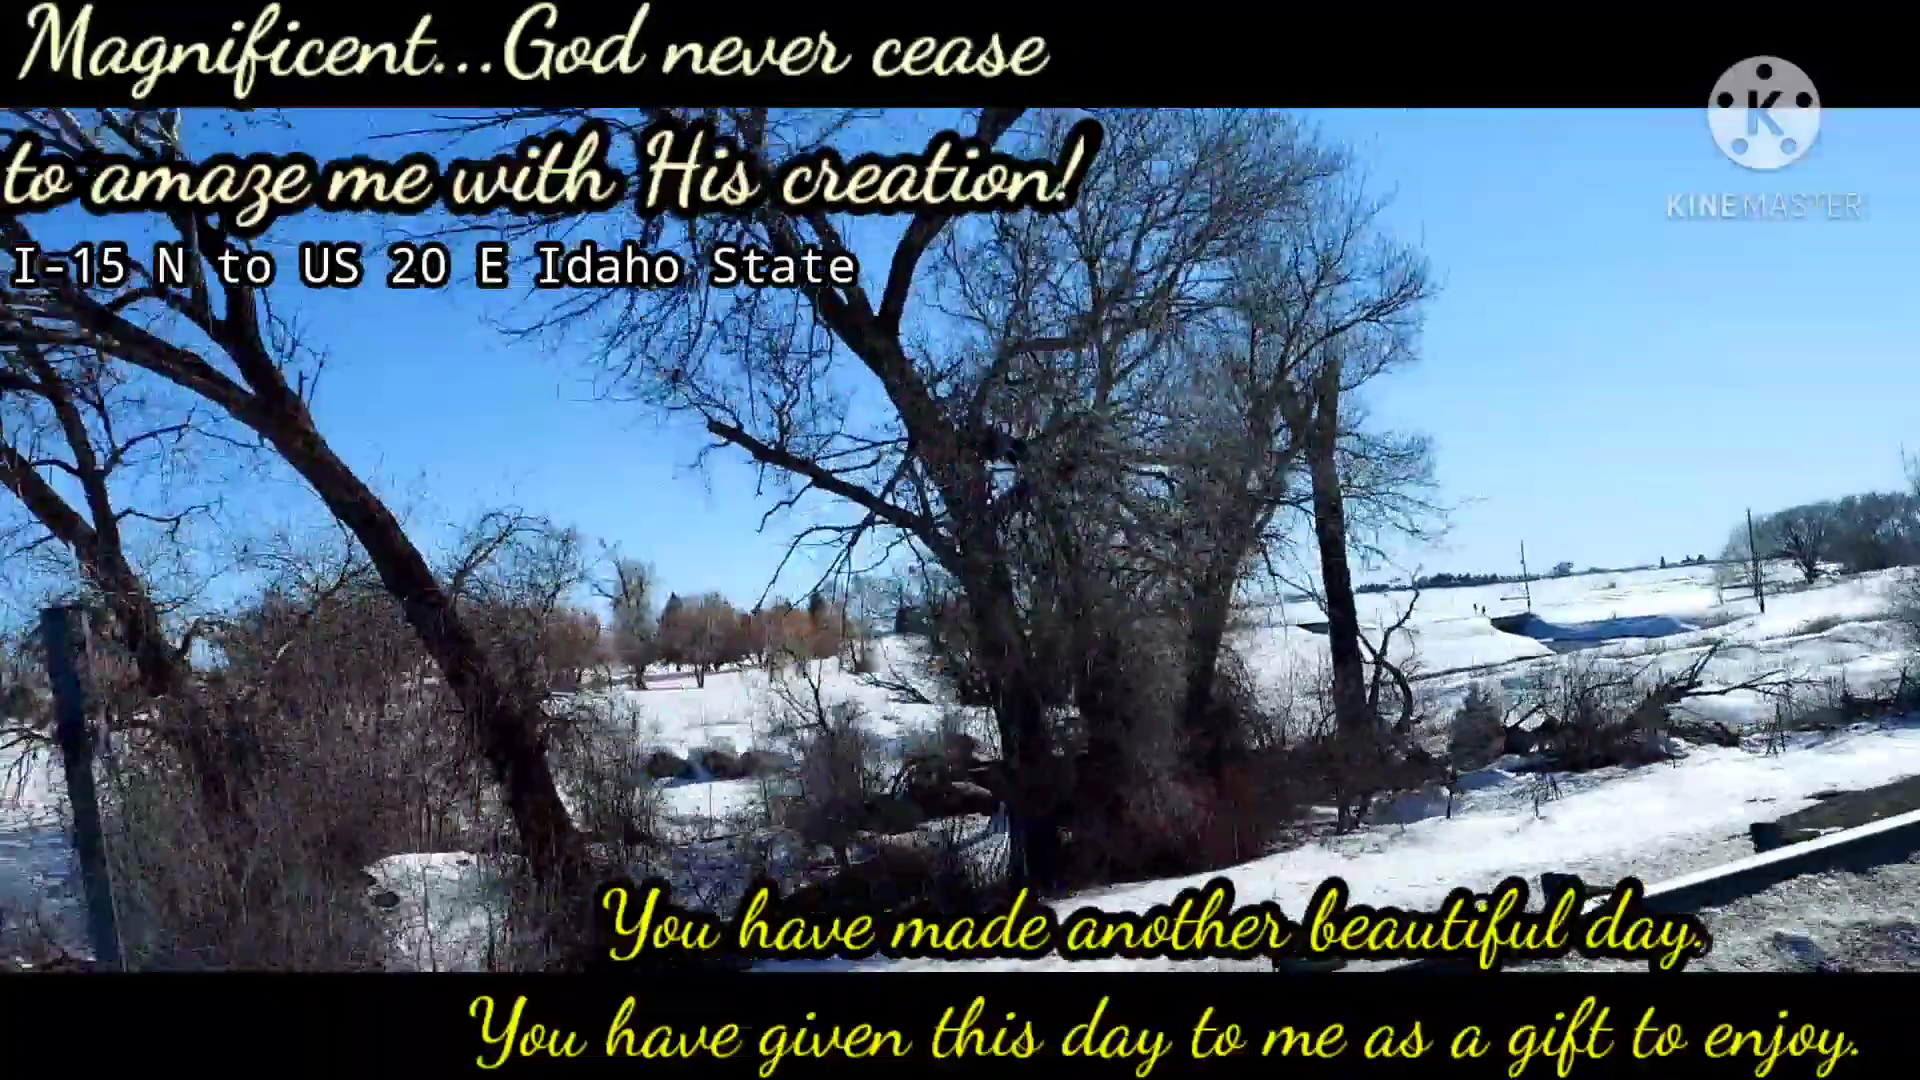 Magnificent...God never cease
to amaze me with His creation!
I-15 N to US 20 E Idaho State
K
KINEMASTER
You have made another beautiful day.
You have given this day to me as a gift to enjoy.